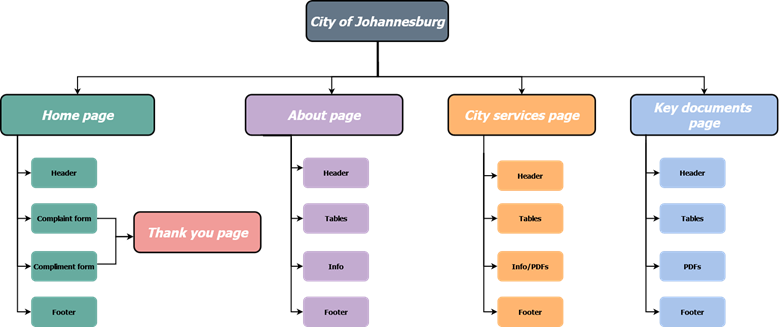 City of Johannesburg
Home page
About page
City services page
Key documents
page
Header
Header
Header
Header
Complaint form
Tables
Tables
Tables
Thank you page
Compliment form
Info
Info/PDFs
PDFs
Footer
Footer
Footer
Footer